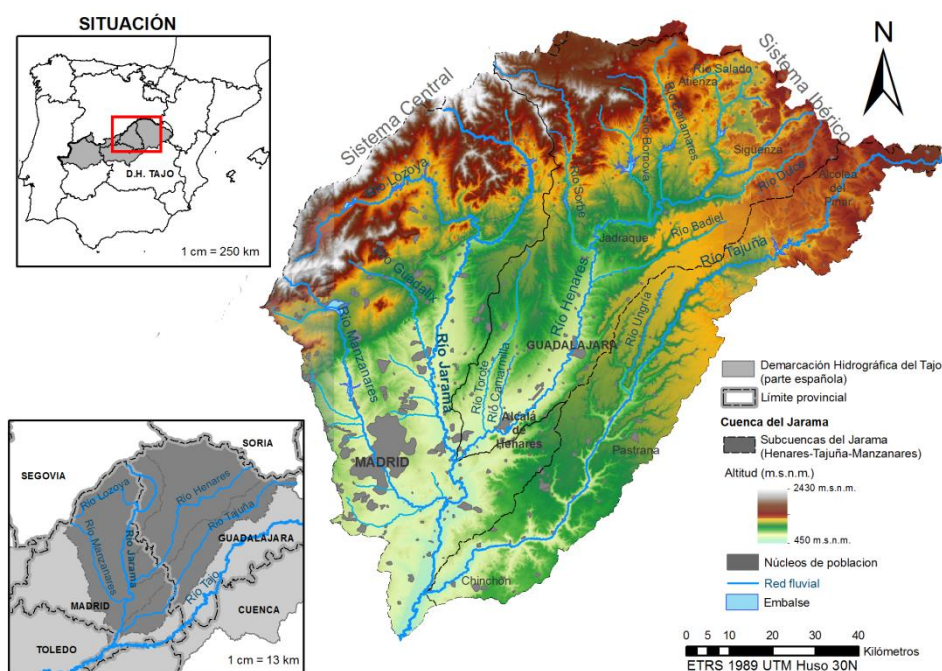 SITUACIÓN
D.H. TAJO
1 cm = 250 km
N
Sistema Central
Sistema Ibérico
Río Salado
Atienza
Río Cañamares
Río Bornova
Río Sorbe
Sigüenza
Río Dulce
Alcolea del
Pinar
Río Lozoya
Jadraque
Río Badiel
Río Tajuña
Río Guadalix
Río Henares
Río Ungría
Río Manzanares
Río Jarama
GUADALAJARA
Río Torote
Río Camarmilla
Alcalá
de
Henares
MADRID
Pastrana
Chinchón
Demarcación Hidrográfica del Tajo
(parte española)
Límite provincial
Cuenca del Jarama
Subcuencas del Jarama
(Henares-Tajuña-Manzanares)
Altitud (m.s.n.m.)
2430 m.s.n.m.
450 m.s.n.m.
Núcleos de poblacion
Red fluvial
Embalse
0 5 10 20 30 40
Kilómetros
ETRS 1989 UTM Huso 30N
SORIA
SEGOVIA
Río Lozoya
Río Henares
Río Tajuña
Río Manzanares
Río Jarama
GUADALAJARA
Río Tajo
MADRID
CUENCA
TOLEDO
1 cm = 13 km